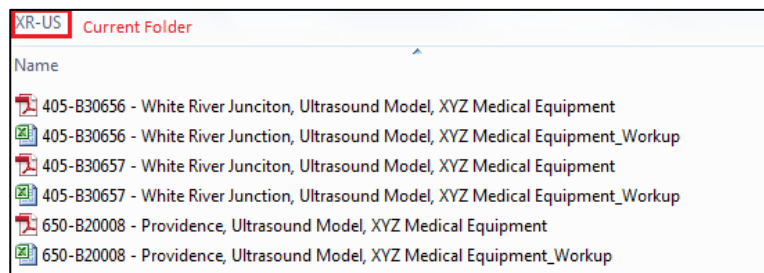 XR-US Current Folder
Name
405-B30656 - White River Junciton, Ultrasound Model, XYZ Medical Equipment
405-B30656 - White River Junction, Ultrasound Model, XYZ Medical Equipment_Workup
405-B30657 - White River Junciton, Ultrasound Model, XYZ Medical Equipment
405-B30657 - White River Junction, Ultrasound Model, XYZ Medical Equipment_Workup
650-B20008 - Providence, Ultrasound Model, XYZ Medical Equipment
650-B20008 - Providence, Ultrasound Model, XYZ Medical Equipment_Workup